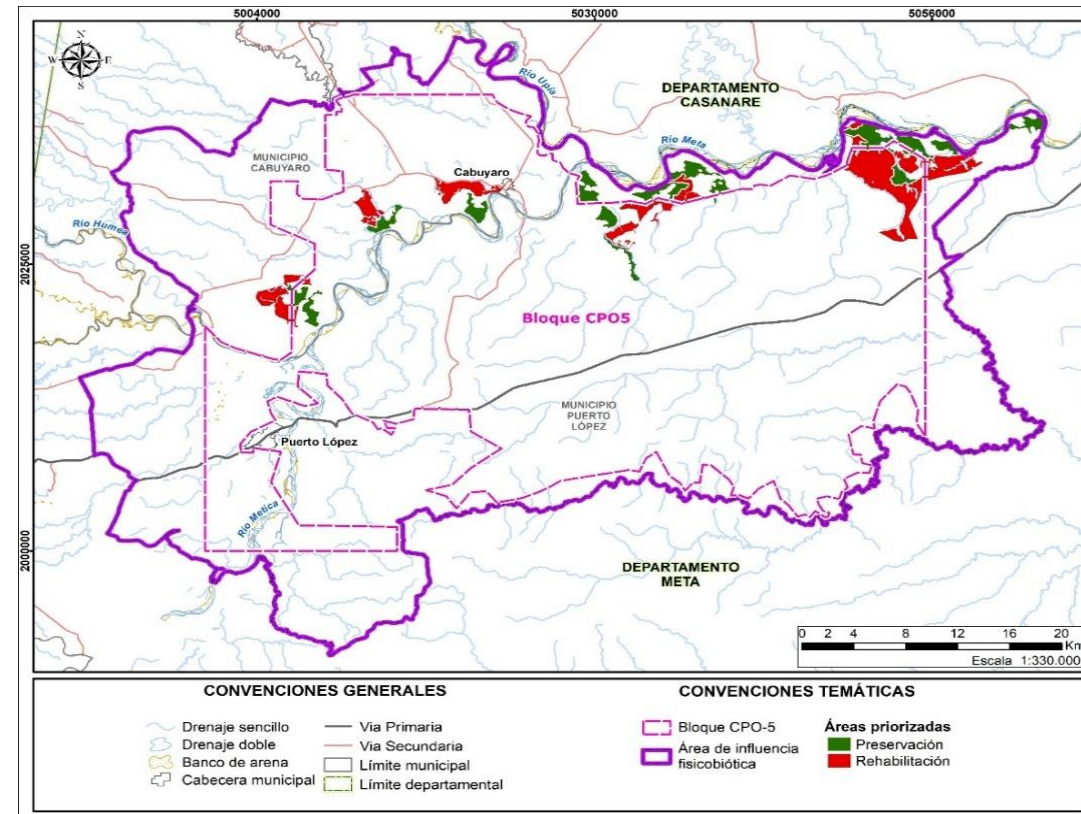 5004000
5030000
5056000
N
W
E
S
Río Upía
DEPARTAMENTO
CASANARE
Río Meta
MUNICIPIO
CABUYARO
Cabuyaro
Río Humea
2025000
Bloque CPO5
MUNICIPIO
PUERTO
LÓPEZ
Puerto López
Río Metica
2000000
DEPARTAMENTO
META
0 2 4 8 12 16 20
Km
Escala 1:330.000
CONVENCIONES GENERALES
Drenaje sencillo
Drenaje doble
Banco de arena
Cabecera municipal
Via Primaria
Via Secundaria
Límite municipal
Límite departamental
CONVENCIONES TEMÁTICAS
Bloque CPO-5
Área de influencia
fisicobiótica
Áreas priorizadas
Preservación
Rehabilitación